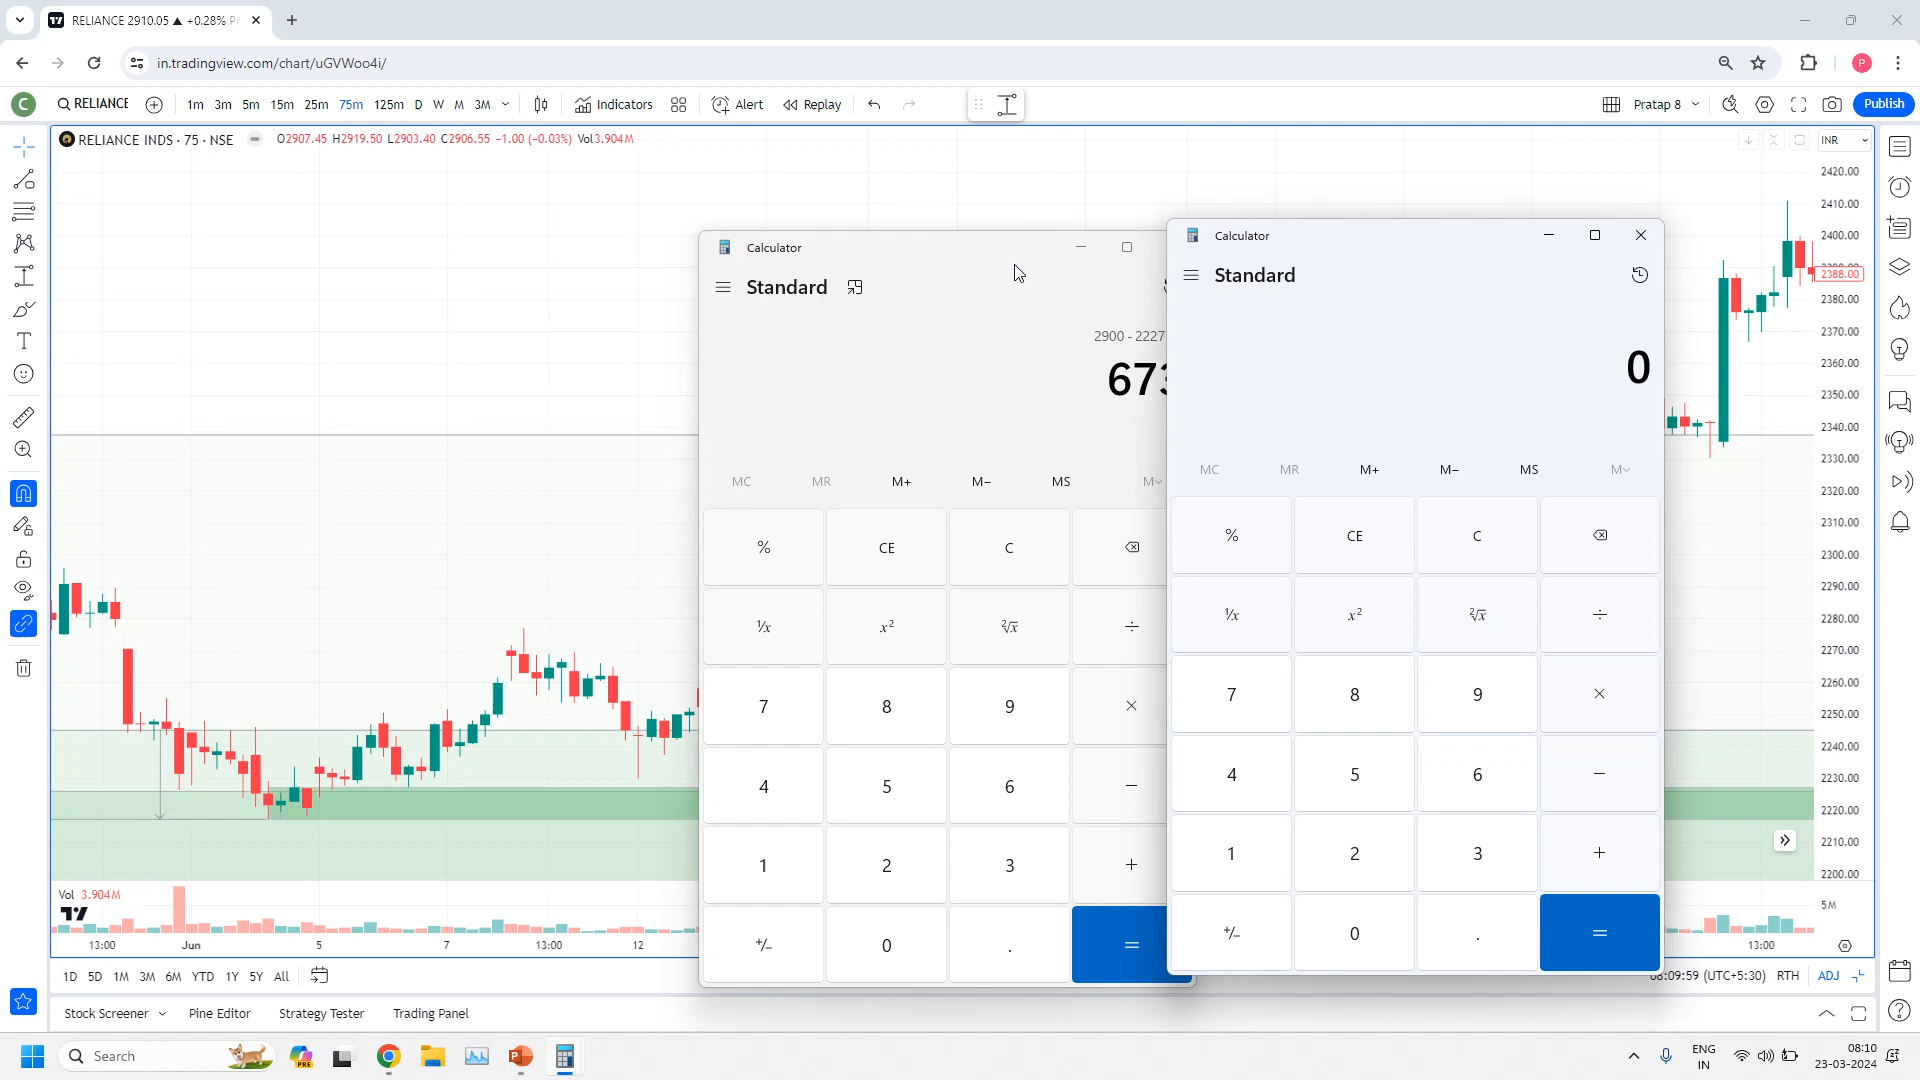 RELIANCE 2910.05 ▲ +0.28% P
in.tradingview.com/chart/uGVWoo4i/
P
C
RELIANCE
1m 3m 5m 15m 25m 75m 125m D W M 3M
Indicators
Alert
Replay
Pratap 8
Publish
RELIANCE INDS · 75 · NSE
O2907.45 H2919.50 L2903.40 C2906.55 −1.00 (−0.03%) Vol3.904M
INR
2420.00
2410.00
2400.00
2388.00
2380.00
2370.00
2360.00
2350.00
2340.00
2330.00
2320.00
2310.00
2300.00
2290.00
2280.00
2270.00
2260.00
2250.00
2240.00
2230.00
2220.00
2210.00
2200.00
5M
Calculator
Standard
2900 - 2227
673
MC MR M+ M− MS M
% CE C
⅟x x² ²√x ÷
7 8 9 ×
4 5 6 −
1 2 3 +
+/− 0 . =
Calculator
Standard
0
MC MR M+ M− MS M
% CE C
⅟x x² ²√x ÷
7 8 9 ×
4 5 6 −
1 2 3 +
+/− 0 . =
Vol 3.904M
13:00 Jun 5 7 13:00 12 13:00
1D 5D 1M 3M 6M YTD 1Y 5Y All
08:09:59 (UTC+5:30) RTH ADJ
Stock Screener Pine Editor Strategy Tester Trading Panel
Search
PRE
P
ENG
IN
08:10
23-03-2024